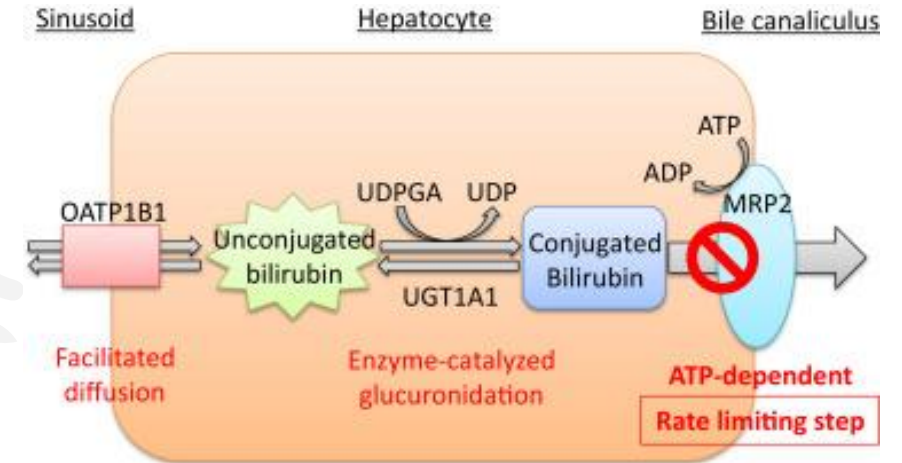 Sinusoid
Hepatocyte
Bile canaliculus
ATP
ADP
MRP2
UDPGA
UDP
OATP1B1
Unconjugated
bilirubin
Conjugated
Bilirubin
UGT1A1
Facilitated
diffusion
Enzyme-catalyzed
glucuronidation
ATP-dependent
Rate limiting step